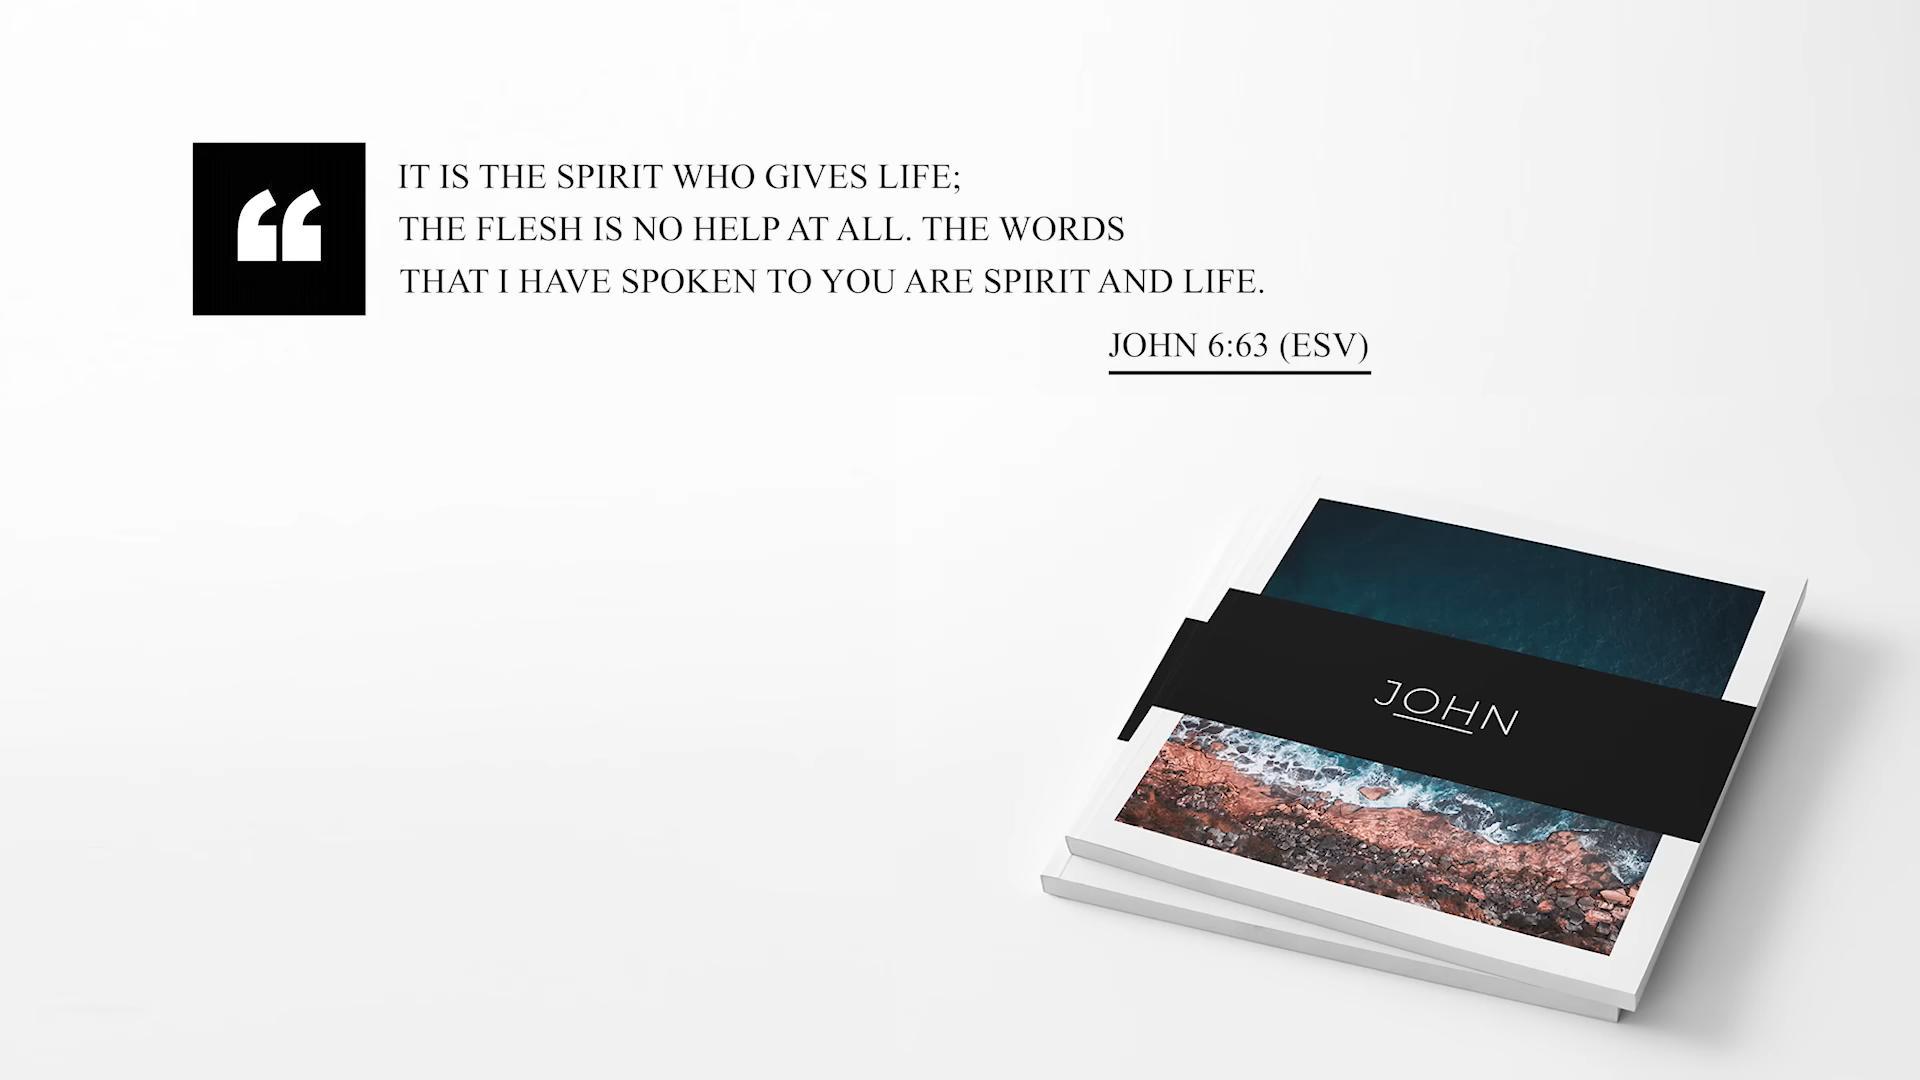 IT IS THE SPIRIT WHO GIVES LIFE;
THE FLESH IS NO HELP AT ALL. THE WORDS
THAT I HAVE SPOKEN TO YOU ARE SPIRIT AND LIFE.
JOHN 6:63 (ESV)
JOHN